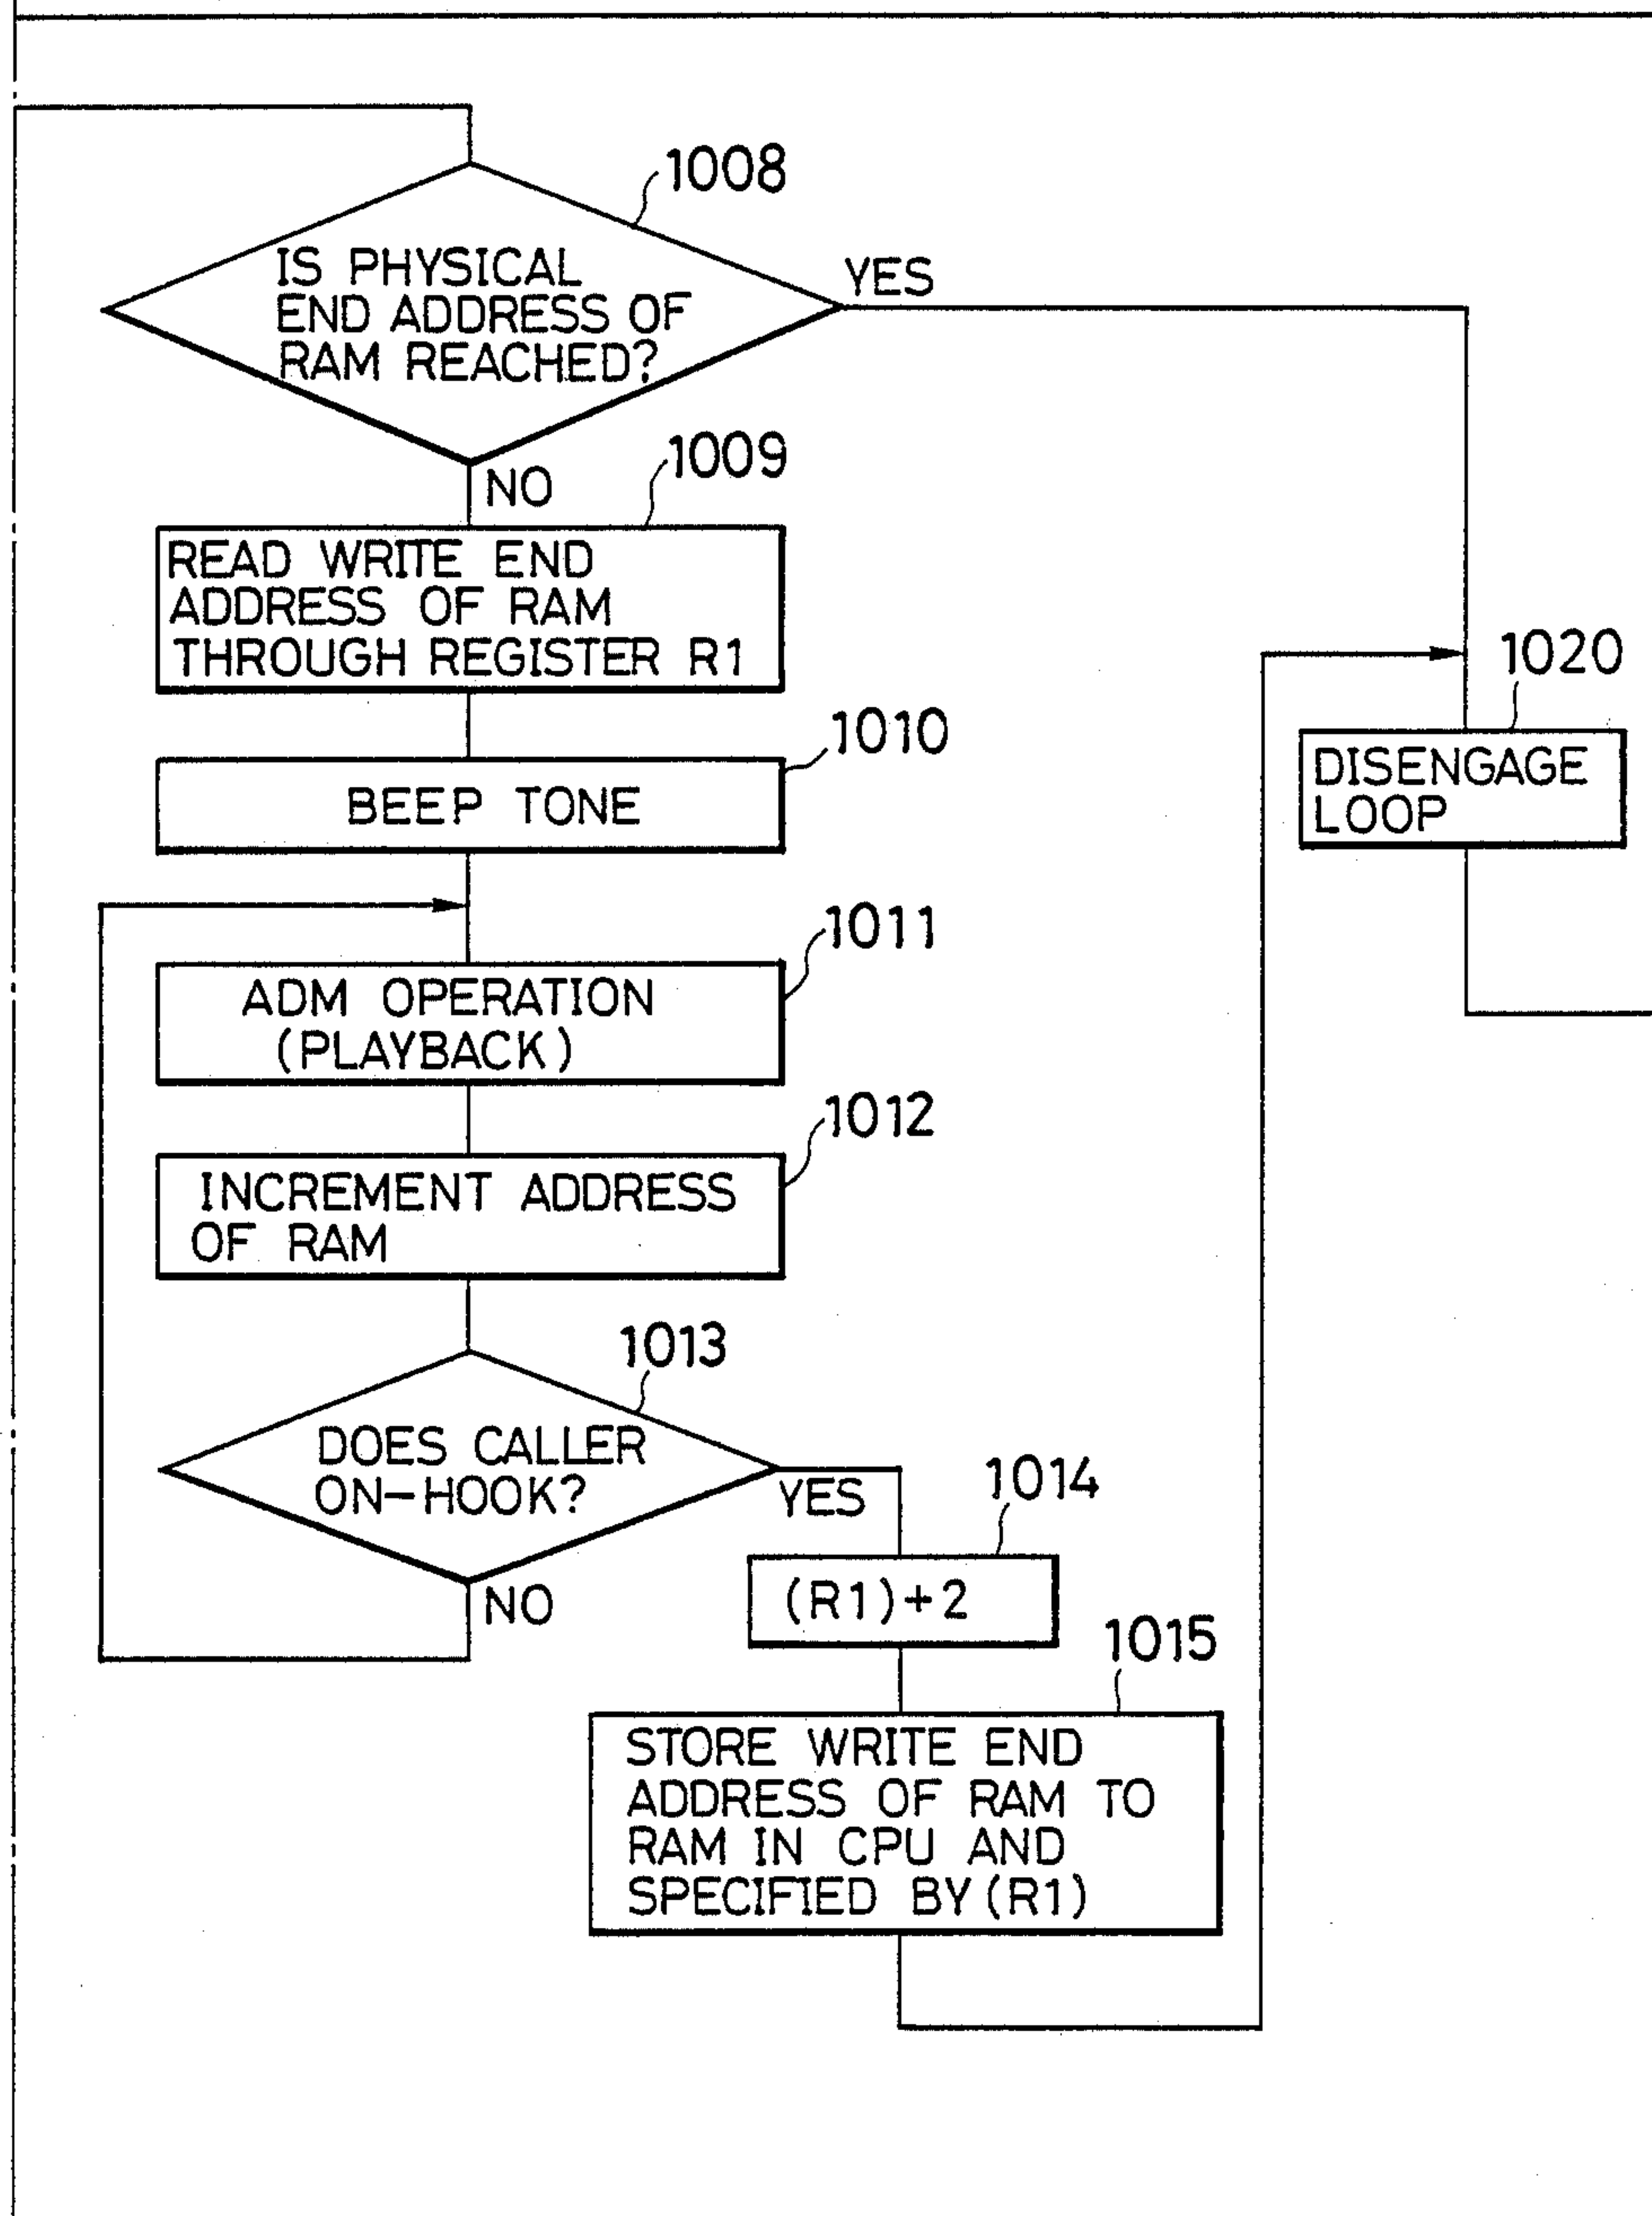 1008
IS PHYSICAL
END ADDRESS OF
RAM REACHED?
YES
NO
1009
READ WRITE END
ADDRESS OF RAM
THROUGH REGISTER R1
1010
BEEP TONE
1011
ADM OPERATION
(PLAYBACK)
1012
INCREMENT ADDRESS
OF RAM
1013
DOES CALLER
ON-HOOK?
YES
NO
1014
(R1)+2
1015
STORE WRITE END
ADDRESS OF RAM TO
RAM IN CPU AND
SPECIFIED BY (R1)
1020
DISENGAGE
LOOP